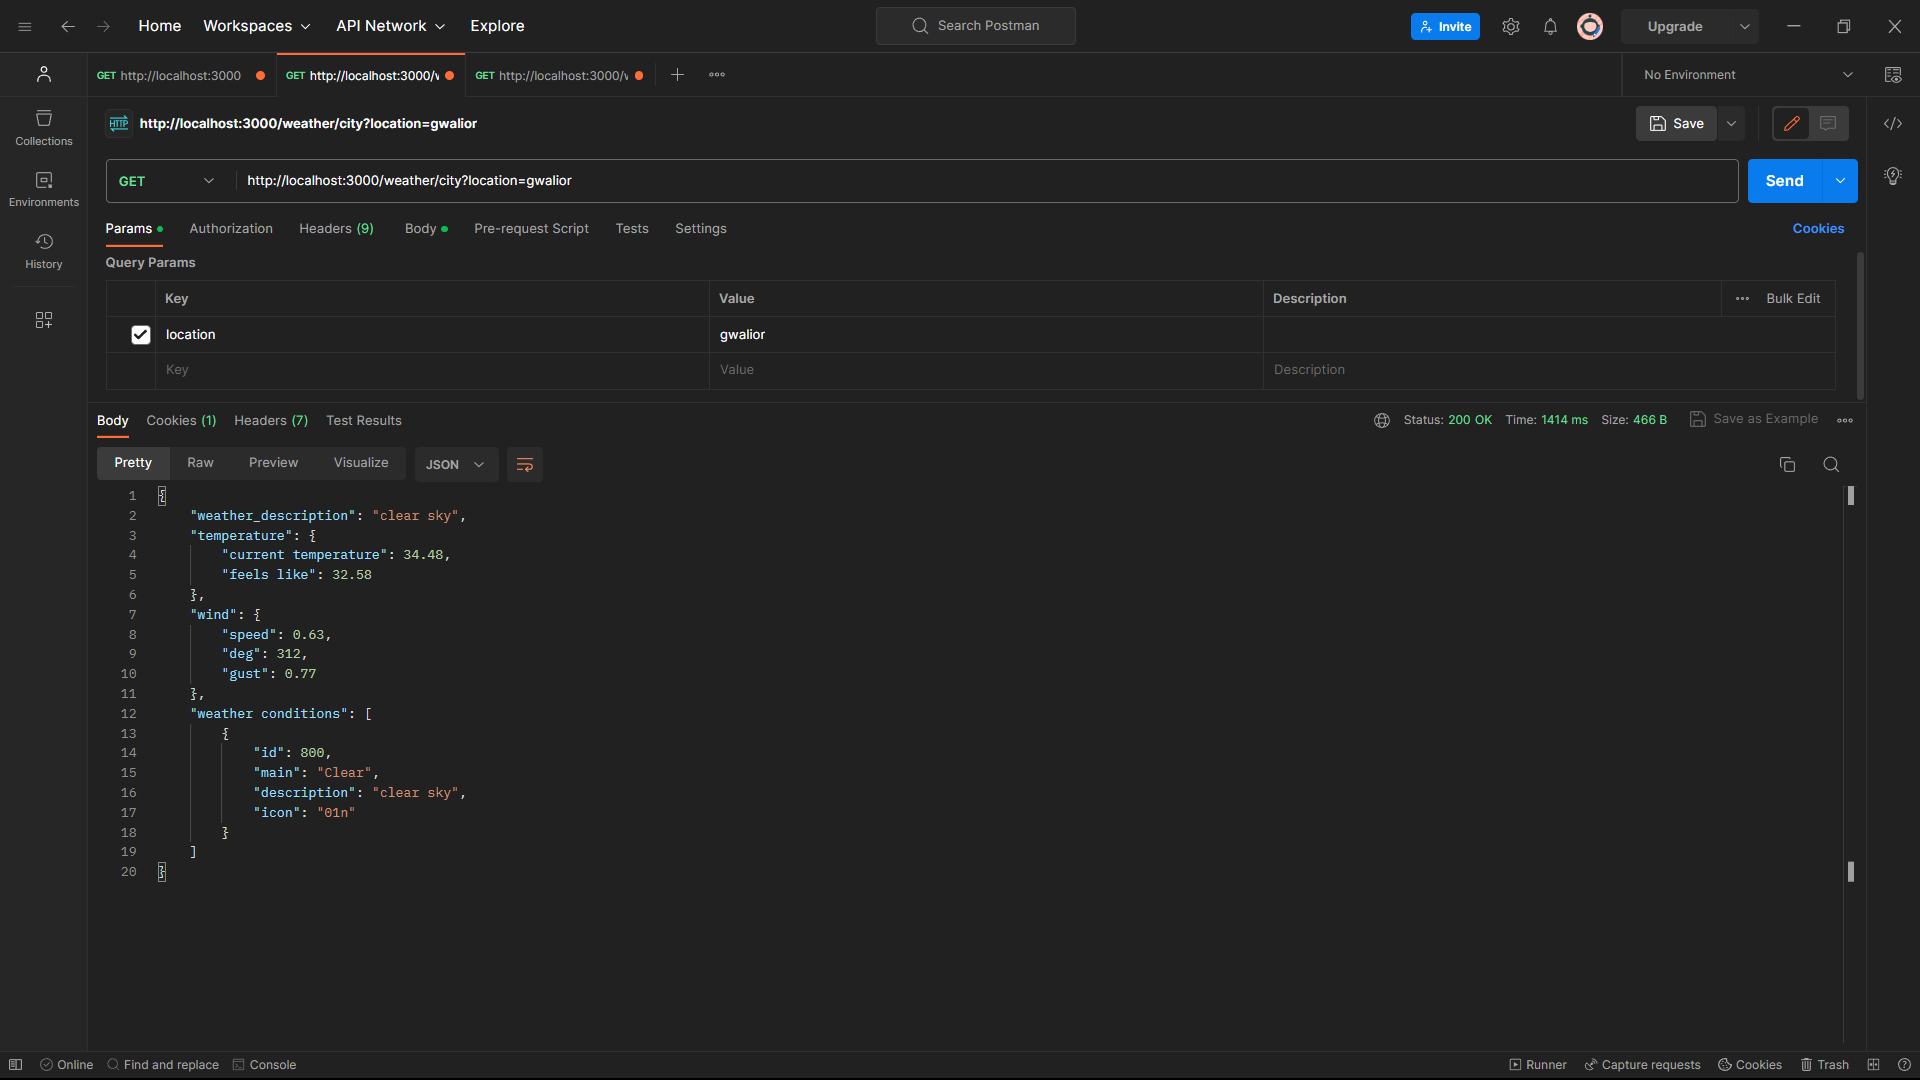 Home Workspaces API Network Explore Search Postman Invite Upgrade
GET http://localhost:3000 GET http://localhost:3000/ GET http://localhost:3000/ No Environment
HTTP http://localhost:3000/weather/city?location=gwalior Save
GET http://localhost:3000/weather/city?location=gwalior Send
Collections
Environments
History
Params Authorization Headers (9) Body Pre-request Script Tests Settings Cookies
Query Params
Key Value Description Bulk Edit
location gwalior
Key Value Description
Body Cookies (1) Headers (7) Test Results Status: 200 OK Time: 1414 ms Size: 466 B Save as Example
Pretty Raw Preview Visualize JSON
1 {
2 "weather_description": "clear sky",
3 "temperature": {
4 "current temperature": 34.48,
5 "feels like": 32.58
6 },
7 "wind": {
8 "speed": 0.63,
9 "deg": 312,
10 "gust": 0.77
11 },
12 "weather conditions": [
13 {
14 "id": 800,
15 "main": "Clear",
16 "description": "clear sky",
17 "icon": "01n"
18 }
19 ]
20 }
Online Find and replace Console Runner Capture requests Cookies Trash